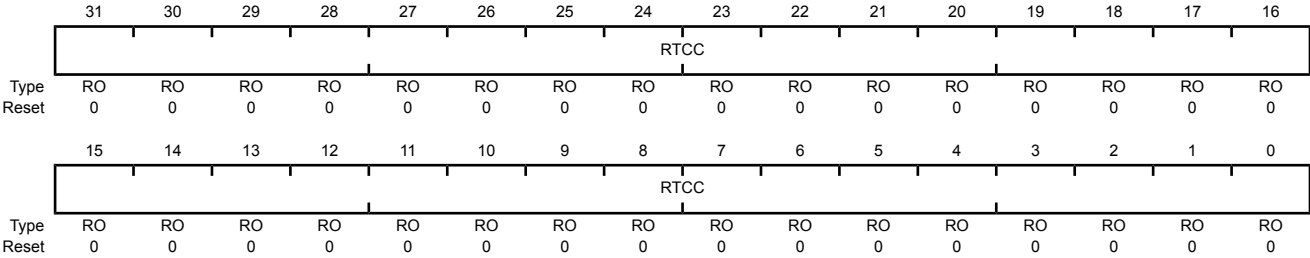 31 30 29 28 27 26 25 24 23 22 21 20 19 18 17 16
RTCC
Type RO RO RO RO RO RO RO RO RO RO RO RO RO RO RO RO
Reset 0 0 0 0 0 0 0 0 0 0 0 0 0 0 0 0
15 14 13 12 11 10 9 8 7 6 5 4 3 2 1 0
RTCC
Type RO RO RO RO RO RO RO RO RO RO RO RO RO RO RO RO
Reset 0 0 0 0 0 0 0 0 0 0 0 0 0 0 0 0